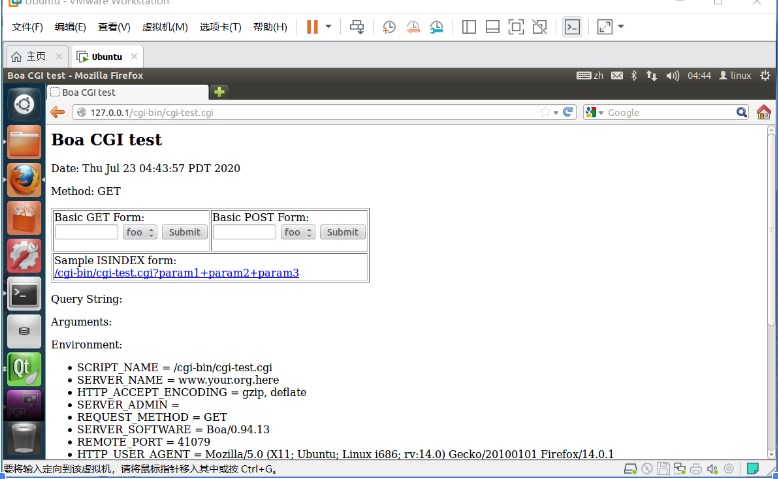 Ubuntu - VMware Workstation
文件(F) 编辑(E) 查看(V) 虚拟机(M) 选项卡(T) 帮助(H)
主页 Ubuntu
Boa CGI test - Mozilla Firefox zh 04:44 linux
Boa CGI test
127.0.0.1/cgi-bin/cgi-test.cgi Google
Boa CGI test
Date: Thu Jul 23 04:43:57 PDT 2020
Method: GET
Basic GET Form: Basic POST Form:
foo Submit foo Submit
Sample ISINDEX form:
/cgi-bin/cgi-test.cgi?param1+param2+param3
Query String:
Arguments:
Environment:
• SCRIPT_NAME = /cgi-bin/cgi-test.cgi
• SERVER_NAME = www.your.org.here
• HTTP_ACCEPT_ENCODING = gzip, deflate
• SERVER_ADMIN =
• REQUEST_METHOD = GET
• SERVER_SOFTWARE = Boa/0.94.13
• REMOTE_PORT = 41079
• HTTP_USER_AGENT = Mozilla/5.0 (X11; Ubuntu; Linux i686; rv:14.0) Gecko/20100101 Firefox/14.0.1
Qt
要将输入定向到该虚拟机，请将鼠标指针移入其中或按 Ctrl+G。